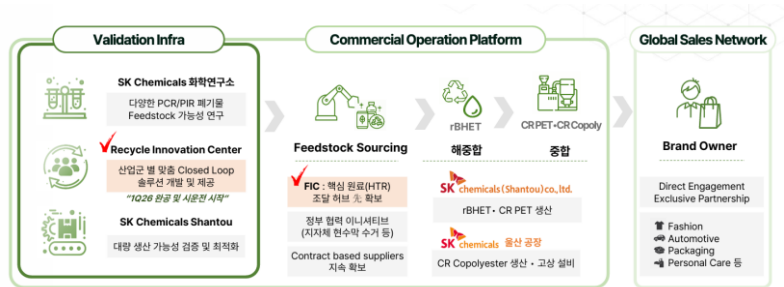 Validation Infra
SK Chemicals 화학연구소
다양한 PCR/PIR 폐기물
Feedstock 가능성 연구
Recycle Innovation Center
산업군 별 맞춤 Closed Loop
솔루션 개발 및 제공
“1Q26 완공 및 시운전 시작”
SK Chemicals Shantou
대량 생산 가능성 검증 및 최적화
Commercial Operation Platform
Feedstock Sourcing
FIC : 핵심 원료(HTR)
조달 허브 先 확보
정부 협력 이니셔티브
(지자체 현수막 수거 등)
Contract based suppliers
지속 확보
rBHET
해중합
CR PET•CR Copoly
중합
SK chemicals (Shantou) co., ltd.
rBHET• CR PET 생산
SK chemicals 울산 공장
CR Copolyester 생산 • 고상 설비
Global Sales Network
Brand Owner
Direct Engagement
Exclusive Partnership
Fashion
Automotive
Packaging
Personal Care 등